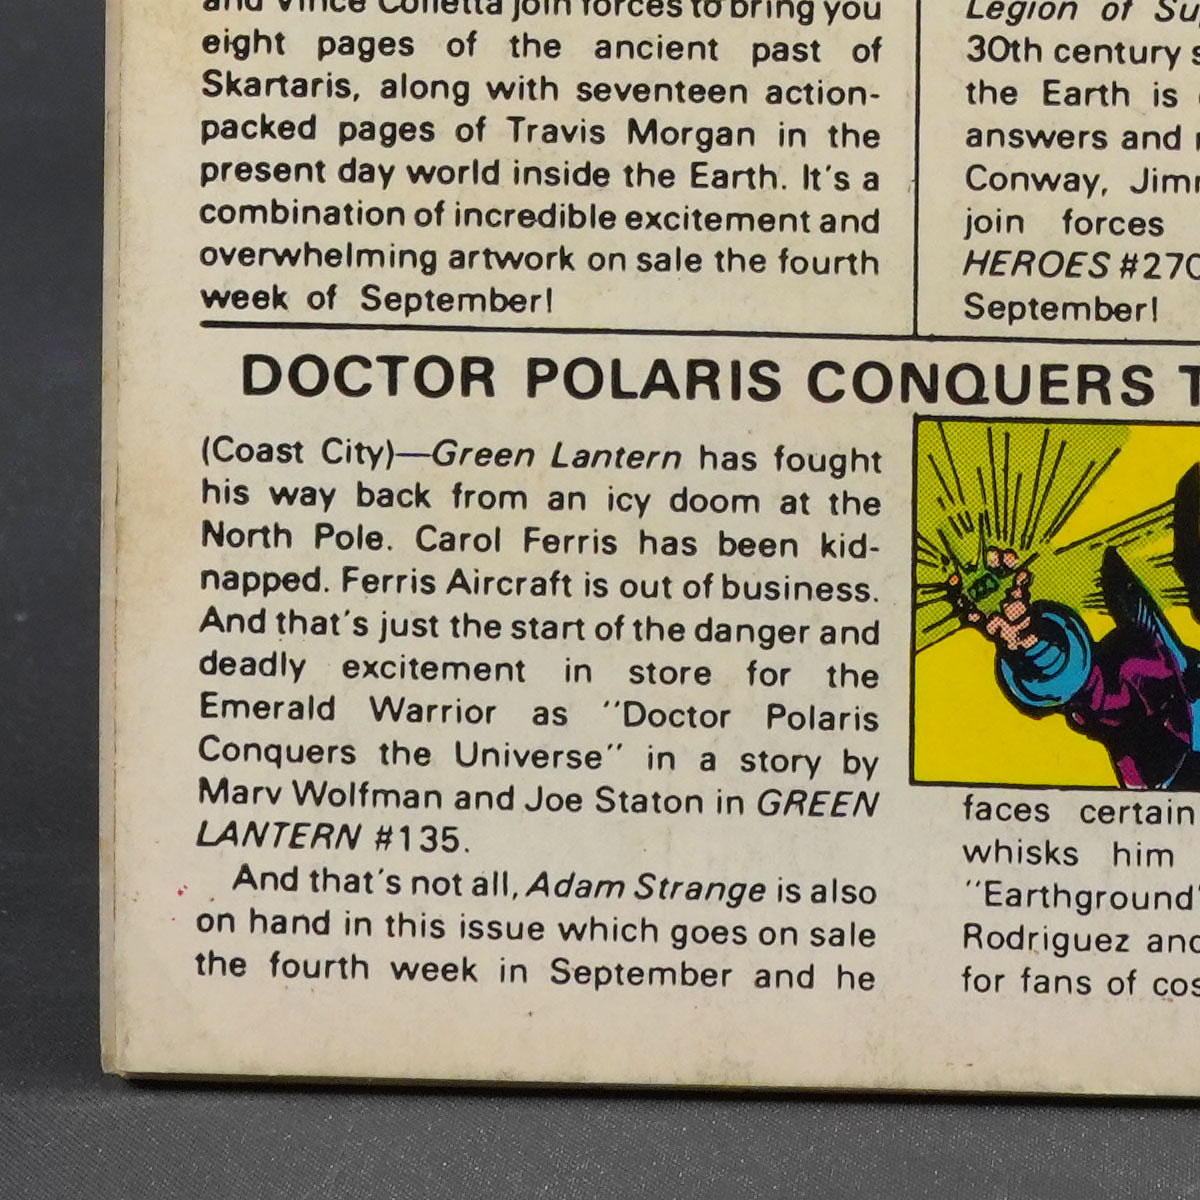 and Vince Colletta join forces to bring you
eight pages of the ancient past of
Skartaris, along with seventeen action-
packed pages of Travis Morgan in the
present day world inside the Earth. It's a
combination of incredible excitement and
overwhelming artwork on sale the fourth
week of September!
Legion of
30th century
the Earth is
answers and
Conway,
join forces
HEROES #270
September!
DOCTOR POLARIS CONQUERS
(Coast City)—Green Lantern has fought
his way back from an icy doom at the
North Pole. Carol Ferris has been kid-
napped. Ferris Aircraft is out of business.
And that's just the start of the danger and
deadly excitement in store for the
Emerald Warrior as "Doctor Polaris
Conquers the Universe" in a story by
Marv Wolfman and Joe Staton in GREEN
LANTERN #135.
And that's not all, Adam Strange is also
on hand in this issue which goes on sale
the fourth week in September and he
faces certain
whisks him
"Earthground"
Rodriguez and
for fans of